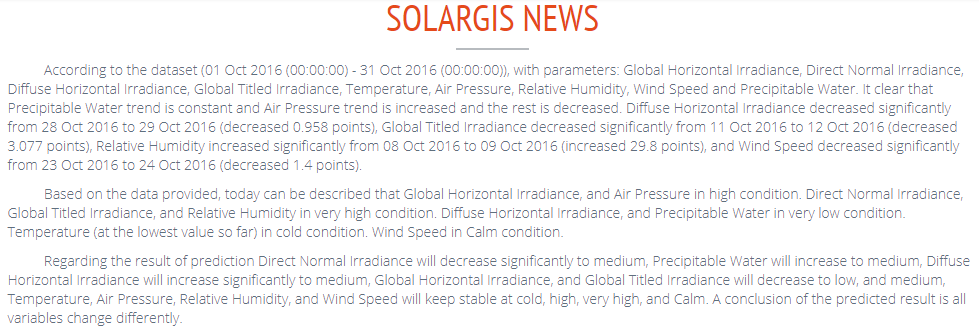 SOLARGIS NEWS
According to the dataset (01 Oct 2016 (00:00:00) - 31 Oct 2016 (00:00:00)), with parameters: Global Horizontal Irradiance, Direct Normal Irradiance,
Diffuse Horizontal Irradiance, Global Titled Irradiance, Temperature, Air Pressure, Relative Humidity, Wind Speed and Precipitable Water. It clear that
Precipitable Water trend is constant and Air Pressure trend is increased and the rest is decreased. Diffuse Horizontal Irradiance decreased significantly
from 28 Oct 2016 to 29 Oct 2016 (decreased 0.958 points), Global Titled Irradiance decreased significantly from 11 Oct 2016 to 12 Oct 2016 (decreased
3.077 points), Relative Humidity increased significantly from 08 Oct 2016 to 09 Oct 2016 (increased 29.8 points), and Wind Speed decreased significantly
from 23 Oct 2016 to 24 Oct 2016 (decreased 1.4 points).
Based on the data provided, today can be described that Global Horizontal Irradiance, and Air Pressure in high condition. Direct Normal Irradiance,
Global Titled Irradiance, and Relative Humidity in very high condition. Diffuse Horizontal Irradiance, and Precipitable Water in very low condition.
Temperature (at the lowest value so far) in cold condition. Wind Speed in Calm condition.
Regarding the result of prediction Direct Normal Irradiance will decrease significantly to medium, Precipitable Water will increase to medium, Diffuse
Horizontal Irradiance will increase significantly to medium, Global Horizontal Irradiance, and Global Titled Irradiance will decrease to low, and medium,
Temperature, Air Pressure, Relative Humidity, and Wind Speed will keep stable at cold, high, very high, and Calm. A conclusion of the predicted result is all
variables change differently.